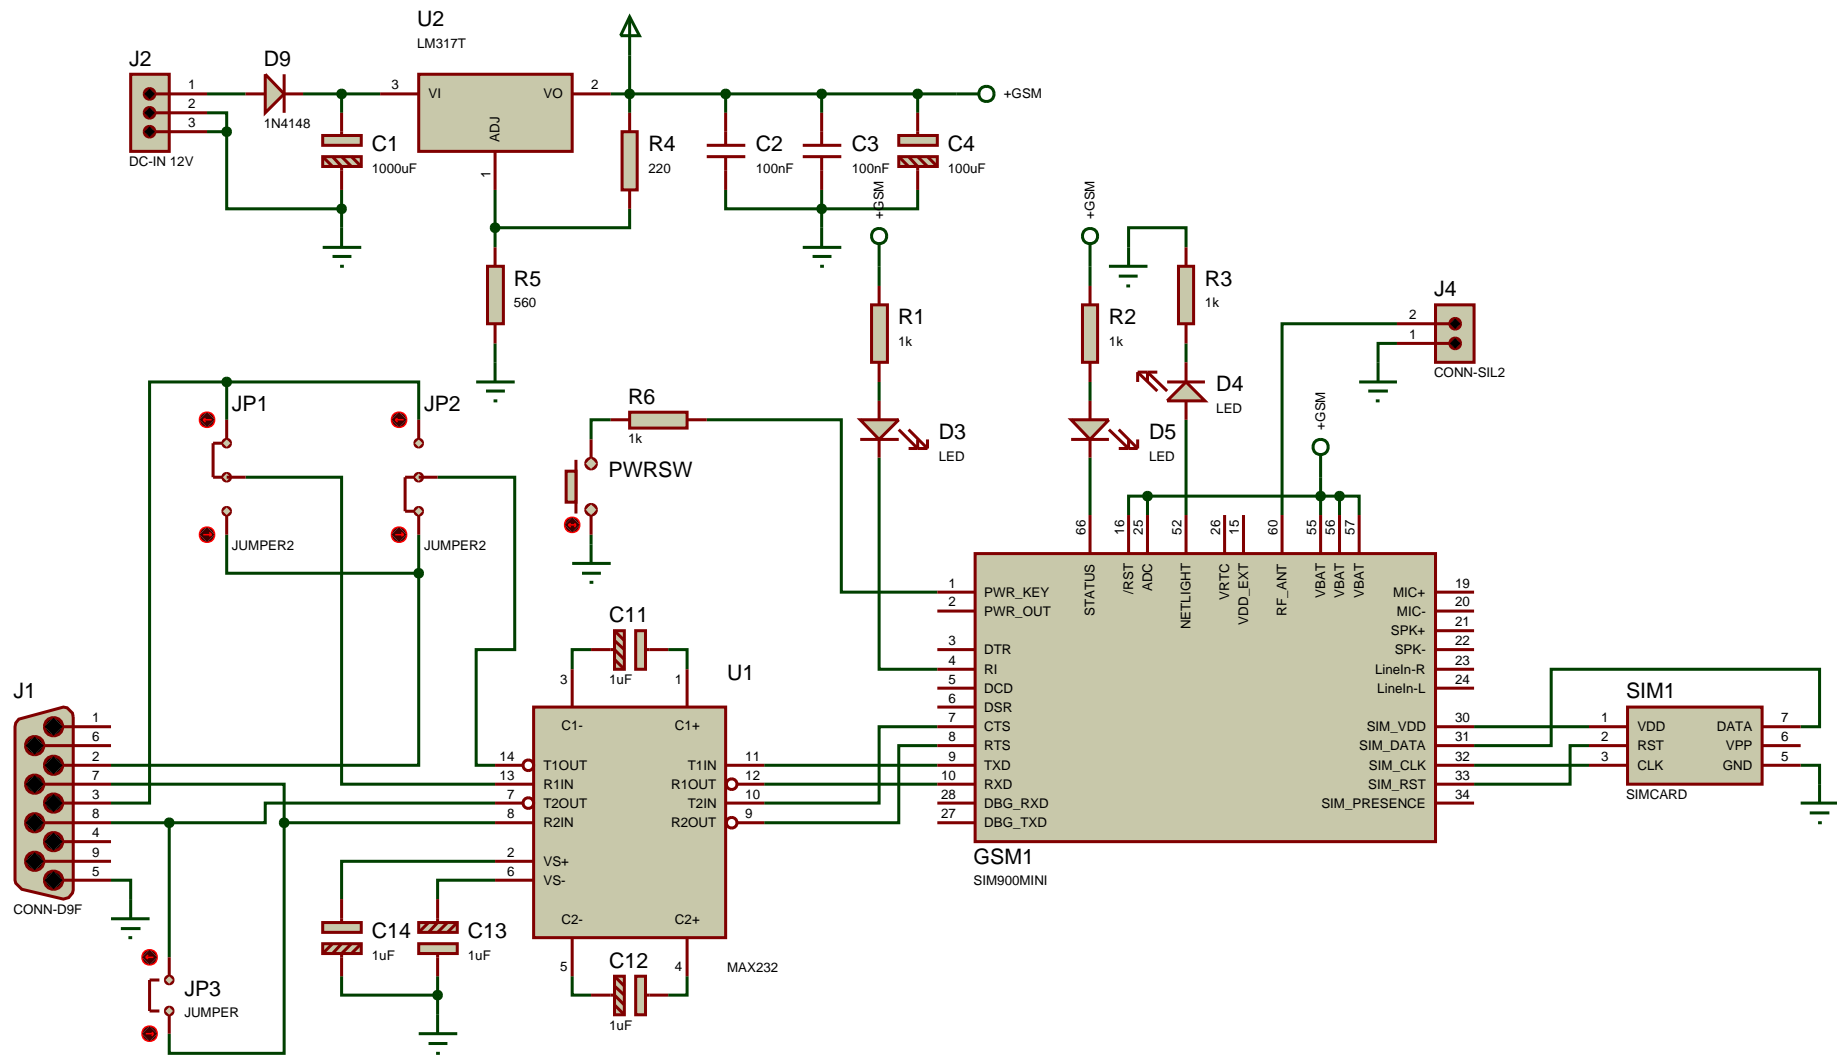 U2
LM317T
J2
1
2
3
DC-IN 12V
D9
1N4148
C1
1000uF
3
VI
VO
2
ADJ
1
R4
220
C2
100nF
C3
100nF
C4
100uF
+GSM
R5
560
+GSM
R1
1k
D3
LED
+GSM
R2
1k
D5
LED
R3
1k
D4
LED
J4
2
1
CONN-SIL2
+GSM
JP1
JUMPER2
JP2
JUMPER2
R6
1k
PWRSW
66
16
25
52
26
15
60
55
56
57
STATUS
/RST
ADC
NETLIGHT
VRTC
VDD_EXT
RF_ANT
VBAT
VBAT
VBAT
1 PWR_KEY
2 PWR_OUT
3 DTR
4 RI
5 DCD
6 DSR
7 CTS
8 RTS
9 TXD
10 RXD
28 DBG_RXD
27 DBG_TXD
MIC+ 19
MIC- 20
SPK+ 21
SPK- 22
LineIn-R 23
LineIn-L 24
SIM_VDD 30
SIM_DATA 31
SIM_CLK 32
SIM_RST 33
SIM_PRESENCE 34
GSM1
SIM900MINI
SIM1
1 VDD
2 RST
3 CLK
DATA 7
VPP 6
GND 5
SIMCARD
C11
1uF
U1
3
1
C1-
C1+
14 T1OUT
13 R1IN
7 T2OUT
8 R2IN
2 VS+
6 VS-
T1IN 11
R1OUT 12
T2IN 10
R2OUT 9
C2-
C2+
5
4
MAX232
C12
1uF
C14
1uF
C13
1uF
J1
1
6
2
7
3
8
4
9
5
CONN-D9F
JP3
JUMPER